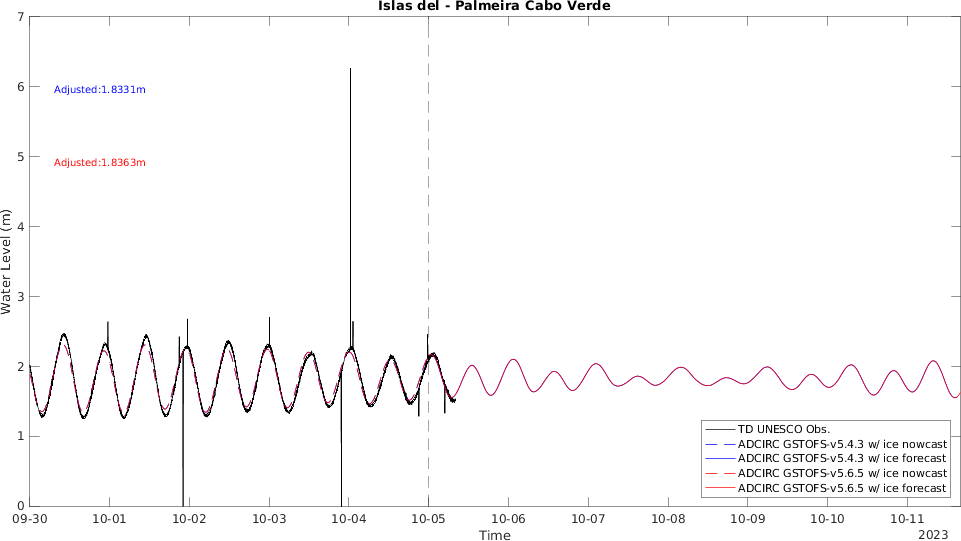 Islas del - Palmeira Cabo Verde
7
6
5
4
3
2
1
0
Water Level (m)
Adjusted:1.8331m
Adjusted:1.8363m
TD UNESCO Obs.
ADCIRC GSTOFS-v5.4.3 w/ ice nowcast
ADCIRC GSTOFS-v5.4.3 w/ ice forecast
ADCIRC GSTOFS-v5.6.5 w/ ice nowcast
ADCIRC GSTOFS-v5.6.5 w/ ice forecast
09-30 10-01 10-02 10-03 10-04 10-05 10-06 10-07 10-08 10-09 10-10 10-11
Time
2023